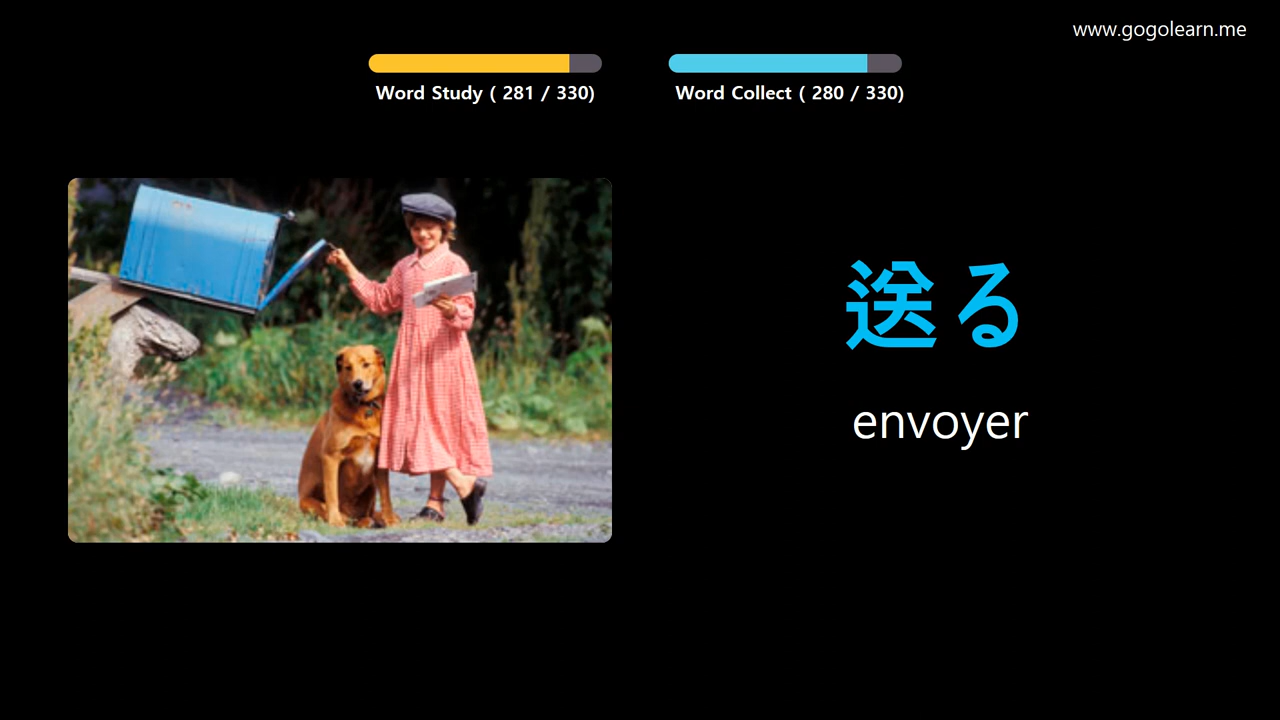 www.gogolearn.me
Word Study ( 281 / 330)
Word Collect ( 280 / 330)
送る
envoyer